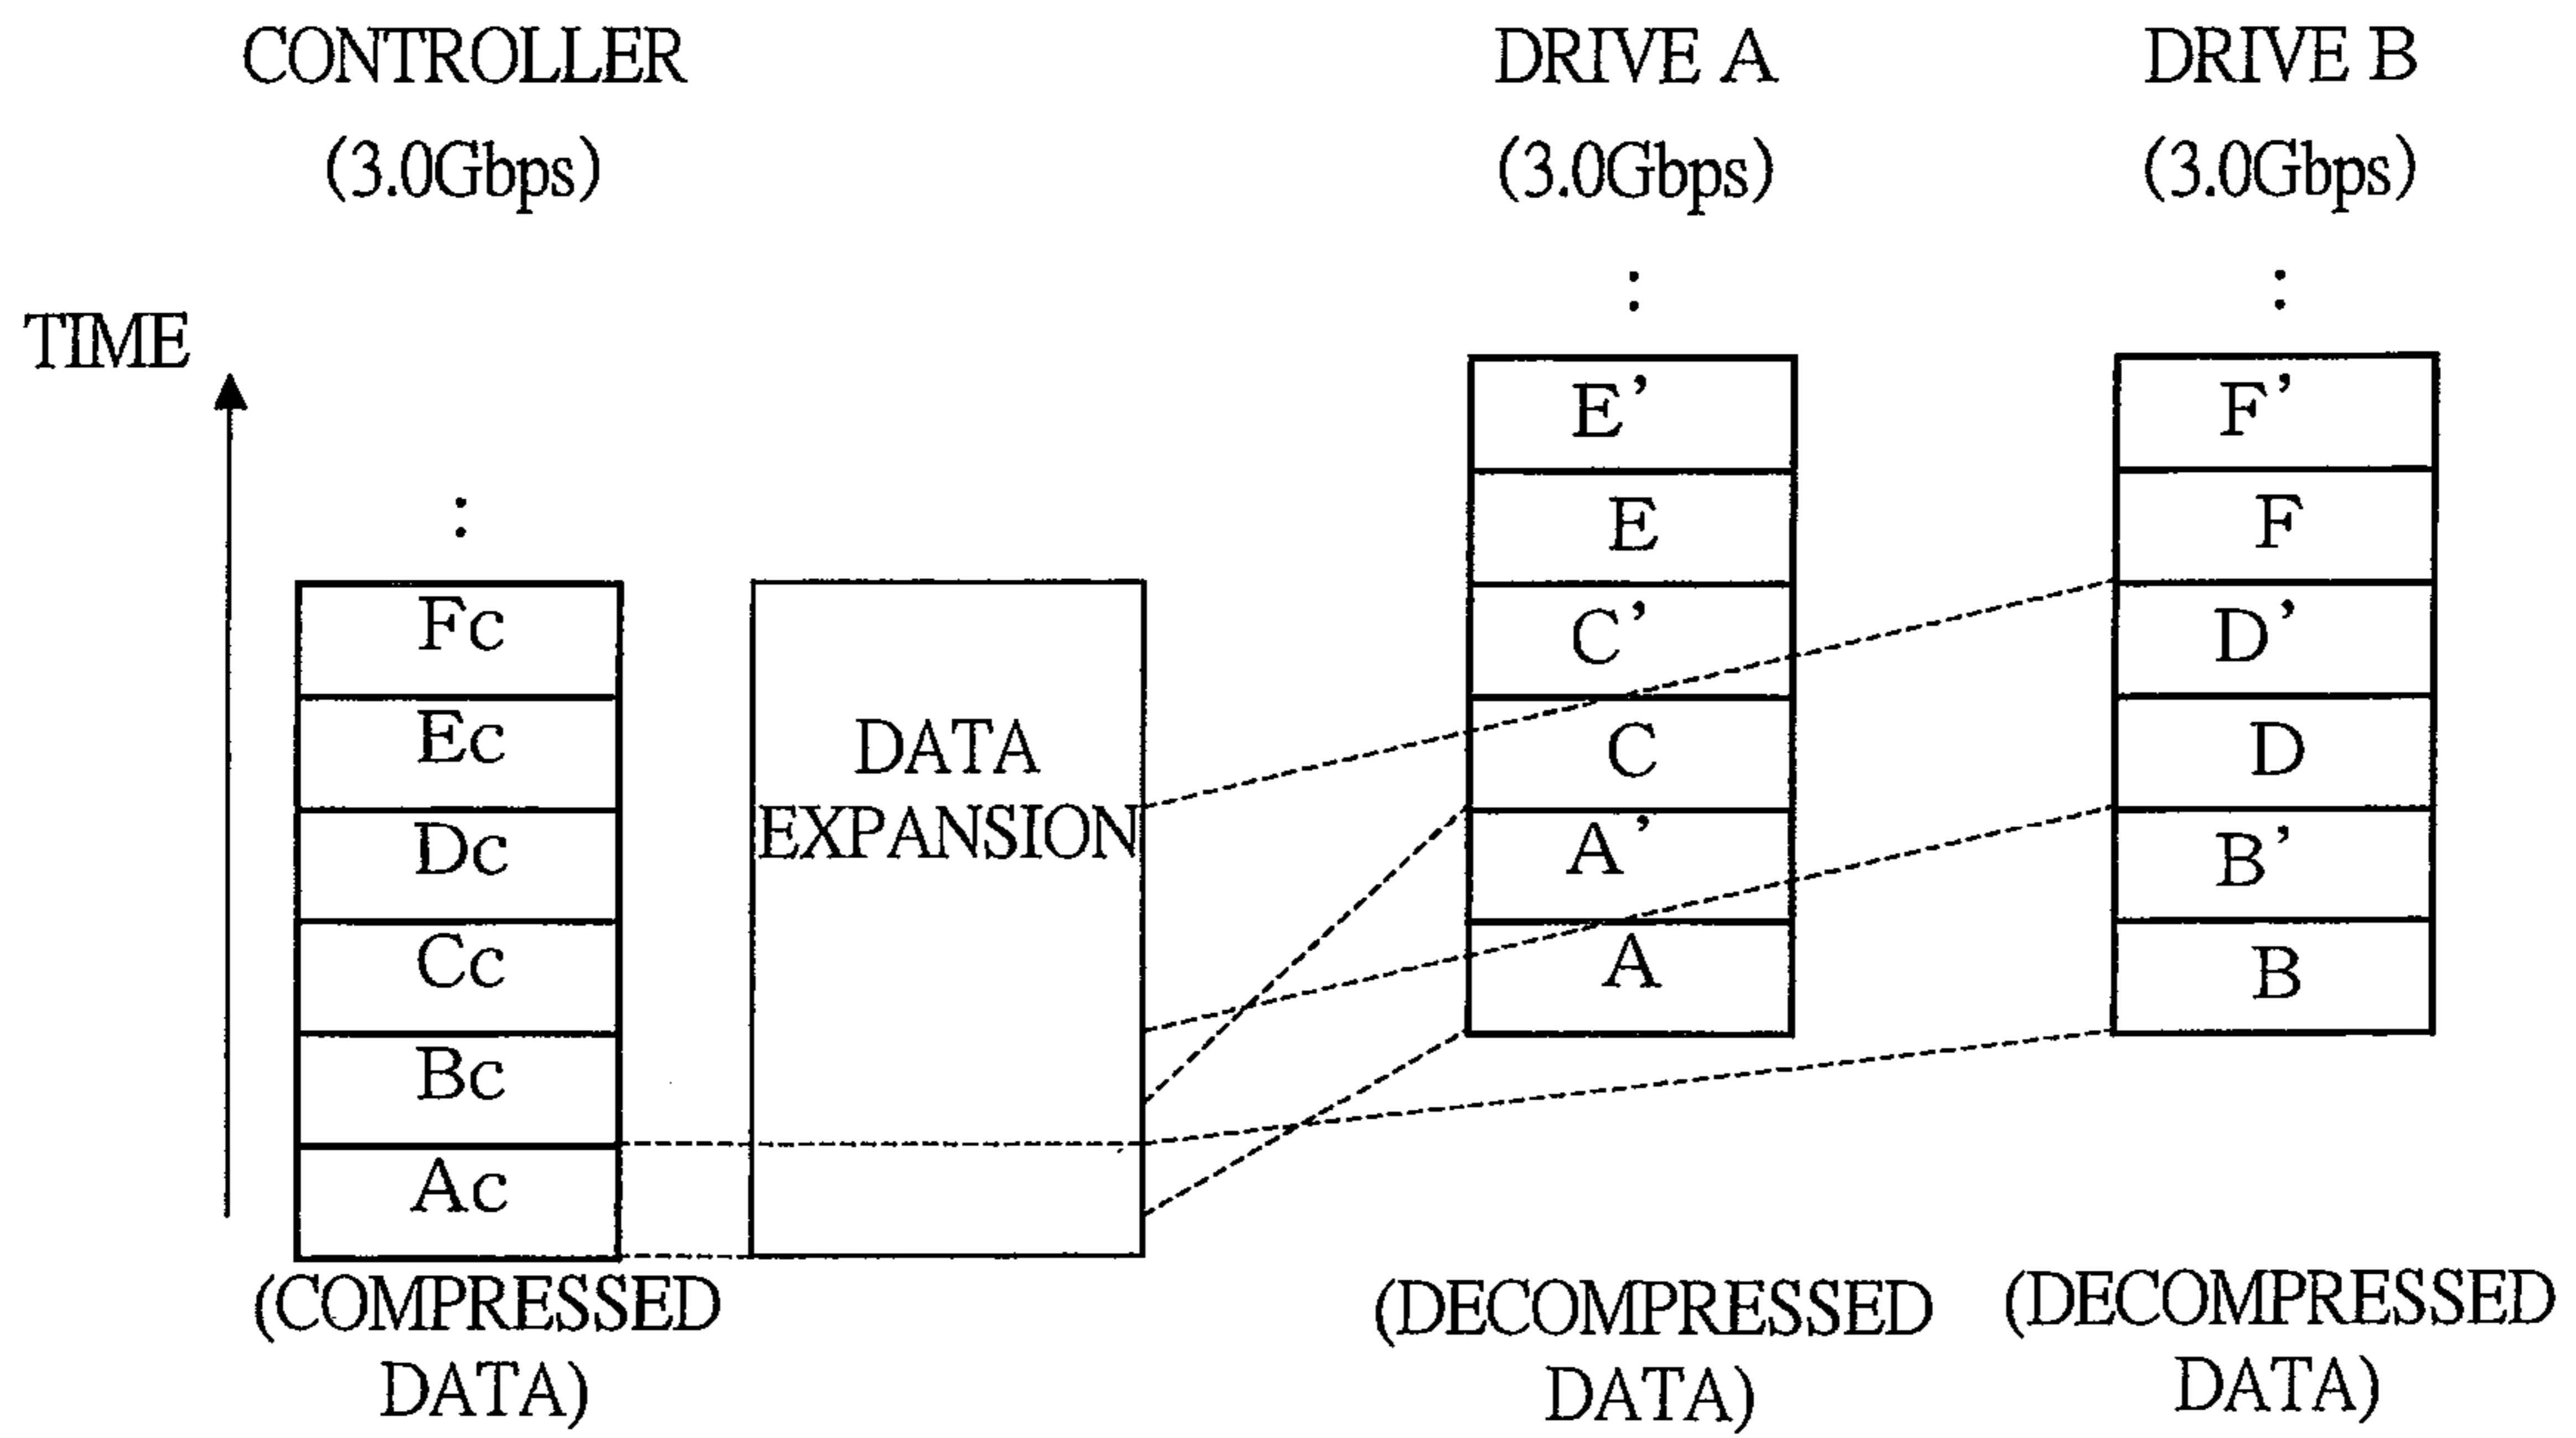 CONTROLLER
(3.0Gbps)
DRIVE A
(3.0Gbps)
DRIVE B
(3.0Gbps)
TIME
:
Fc
Ec
Dc
Cc
Bc
Ac
(COMPRESSED
DATA)
DATA
EXPANSION
:
E’
E
C’
C
A’
A
(DECOMPRESSED
DATA)
:
F’
F
D’
D
B’
B
(DECOMPRESSED
DATA)